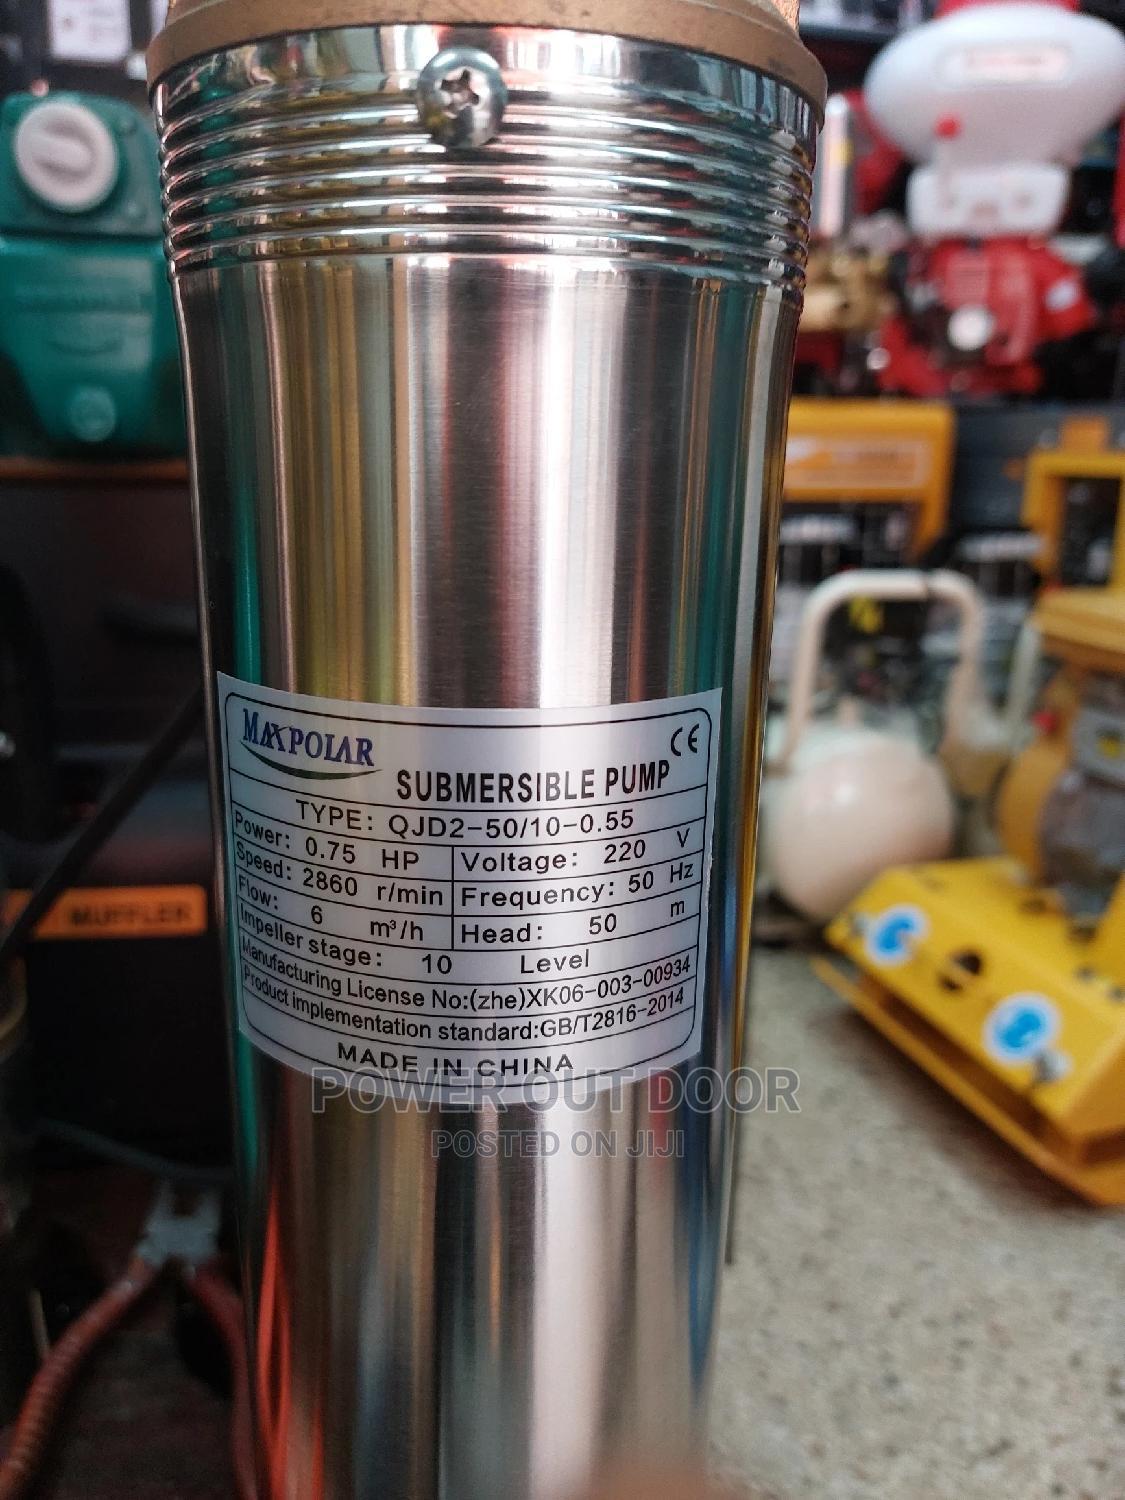 MAXPOLAR
CE
SUBMERSIBLE PUMP
TYPE: QJD2-50/10-0.55
Power: 0.75 HP Voltage: 220 V
Speed: 2860 r/min Frequency: 50 Hz
Flow: 6 m³/h Head: 50 m
Impeller stage: 10 Level
Manufacturing License No:(zhe)XK06-003-00934
Product implementation standard:GB/T2816-2014
MADE IN CHINA
MUFFLER
POWER OUT DOOR
POSTED ON JIJI